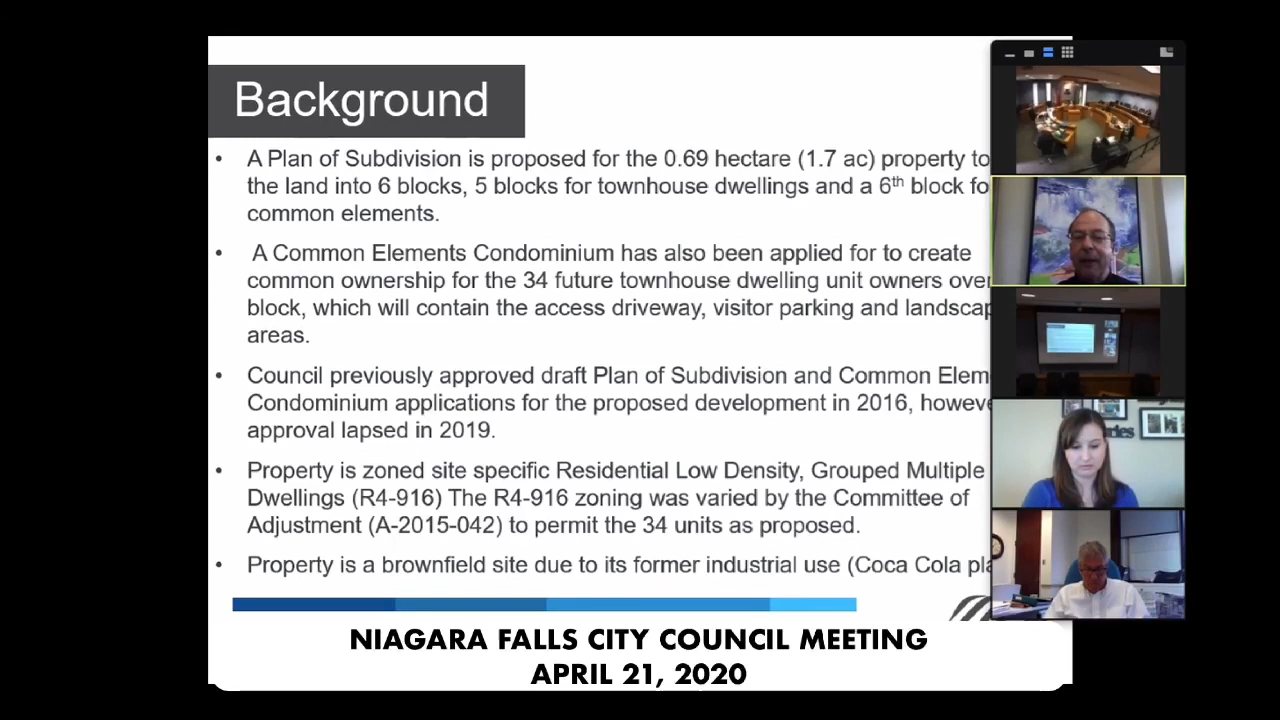 Background
• A Plan of Subdivision is proposed for the 0.69 hectare (1.7 ac) property to
the land into 6 blocks, 5 blocks for townhouse dwellings and a 6th block fo
common elements.
• A Common Elements Condominium has also been applied for to create
common ownership for the 34 future townhouse dwelling unit owners over
block, which will contain the access driveway, visitor parking and landscap
areas.
• Council previously approved draft Plan of Subdivision and Common Elem
Condominium applications for the proposed development in 2016, howeve
approval lapsed in 2019.
• Property is zoned site specific Residential Low Density, Grouped Multiple
Dwellings (R4-916) The R4-916 zoning was varied by the Committee of
Adjustment (A-2015-042) to permit the 34 units as proposed.
• Property is a brownfield site due to its former industrial use (Coca Cola pla
NIAGARA FALLS CITY COUNCIL MEETING
APRIL 21, 2020